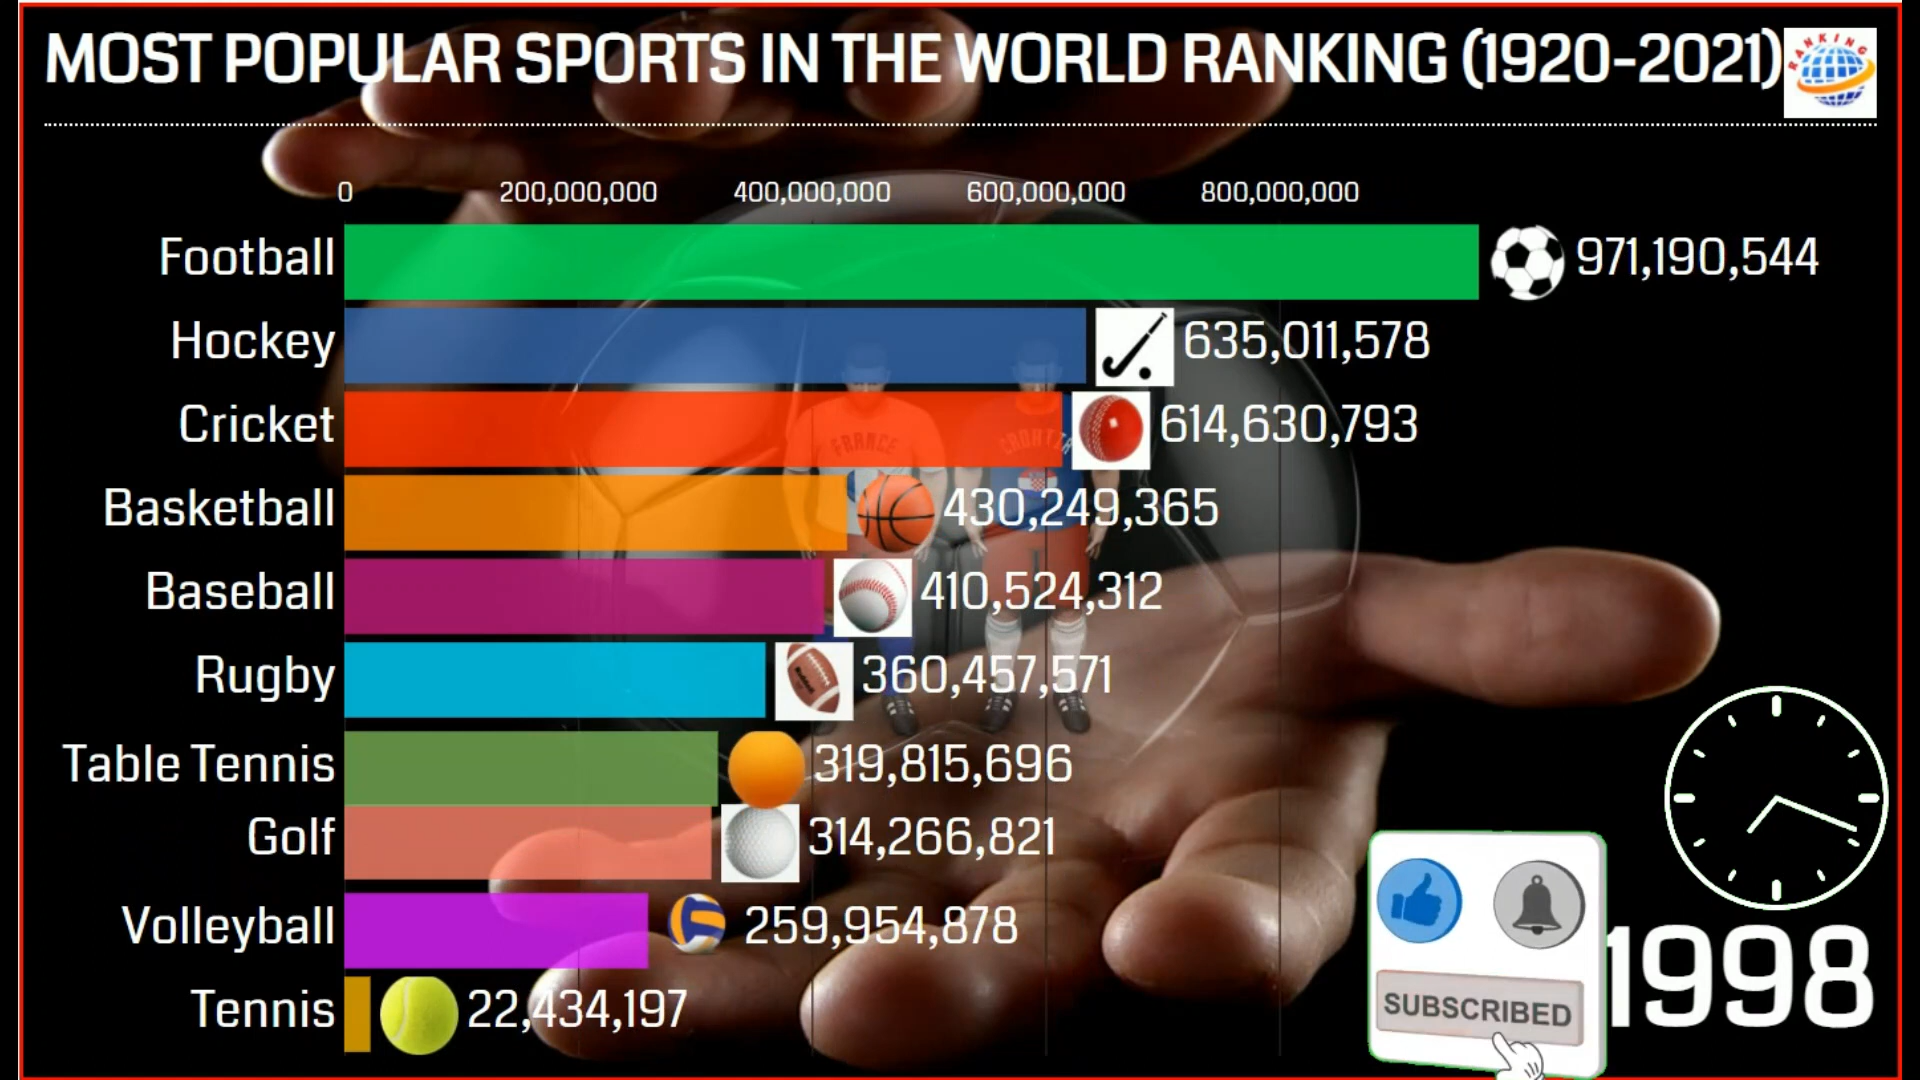 MOST POPULAR SPORTS IN THE WORLD RANKING (1920-2021)
RANKING
0 200,000,000 400,000,000 600,000,000 800,000,000
Football 971,190,544
Hockey 635,011,578
Cricket 614,630,793
FRANCE
Basketball 430,249,365
Baseball 410,524,312
Rugby 360,457,571
Table Tennis 319,815,696
Golf 314,266,821
Volleyball 259,954,878
Tennis 22,434,197
SUBSCRIBED
1998